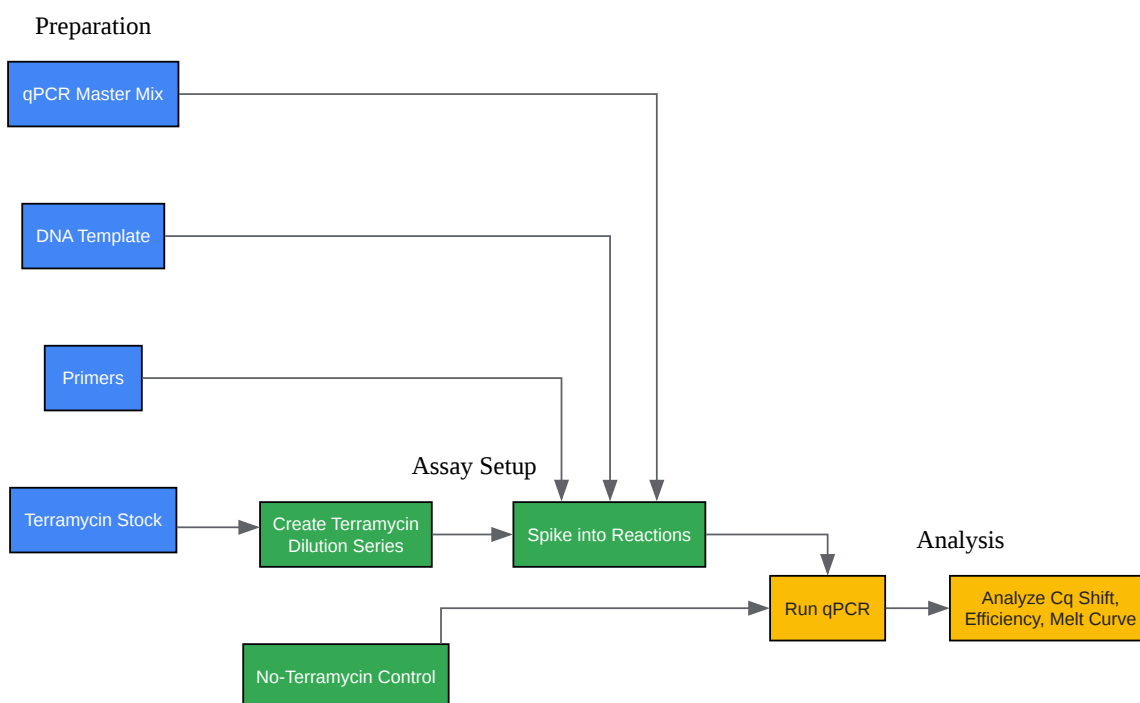 Preparation
qPCR Master Mix
DNA Template
Primers
Assay Setup
Terramycin Stock
Create Terramycin
Dilution Series
Spike into Reactions
Analysis
Run qPCR
Analyze Cq Shift,
Efficiency, Melt Curve
No-Terramycin Control